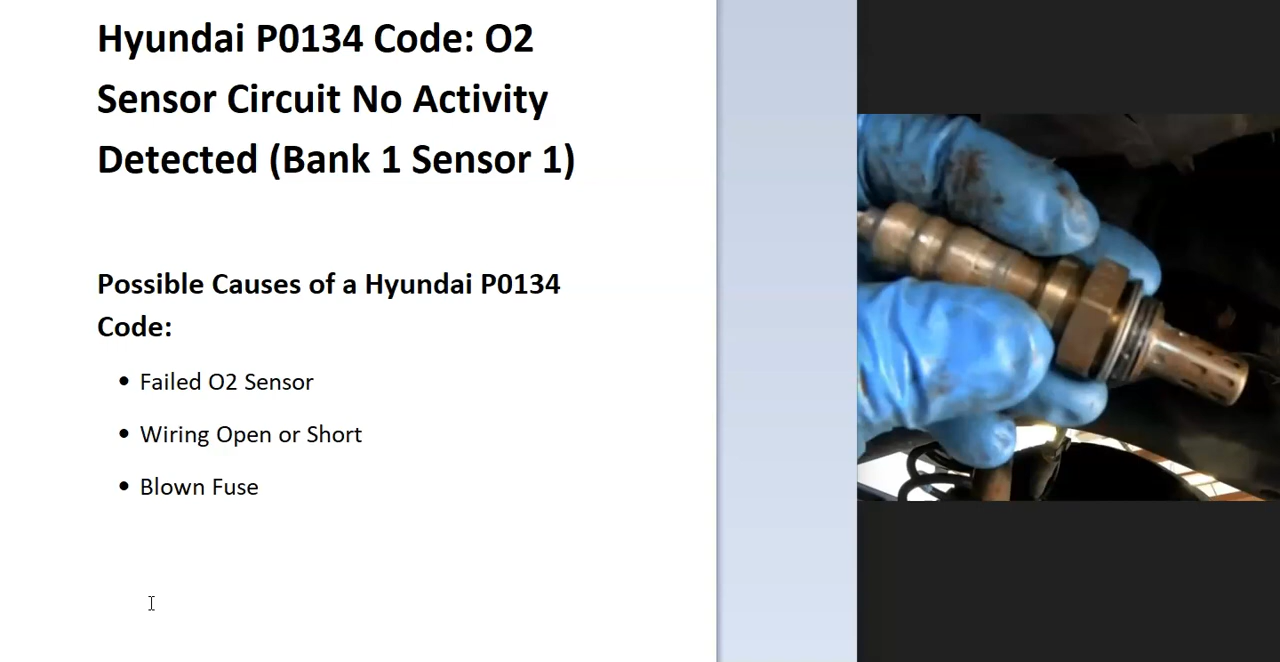 Hyundai P0134 Code: O2
Sensor Circuit No Activity
Detected (Bank 1 Sensor 1)
Possible Causes of a Hyundai P0134
Code:
• Failed O2 Sensor
• Wiring Open or Short
• Blown Fuse